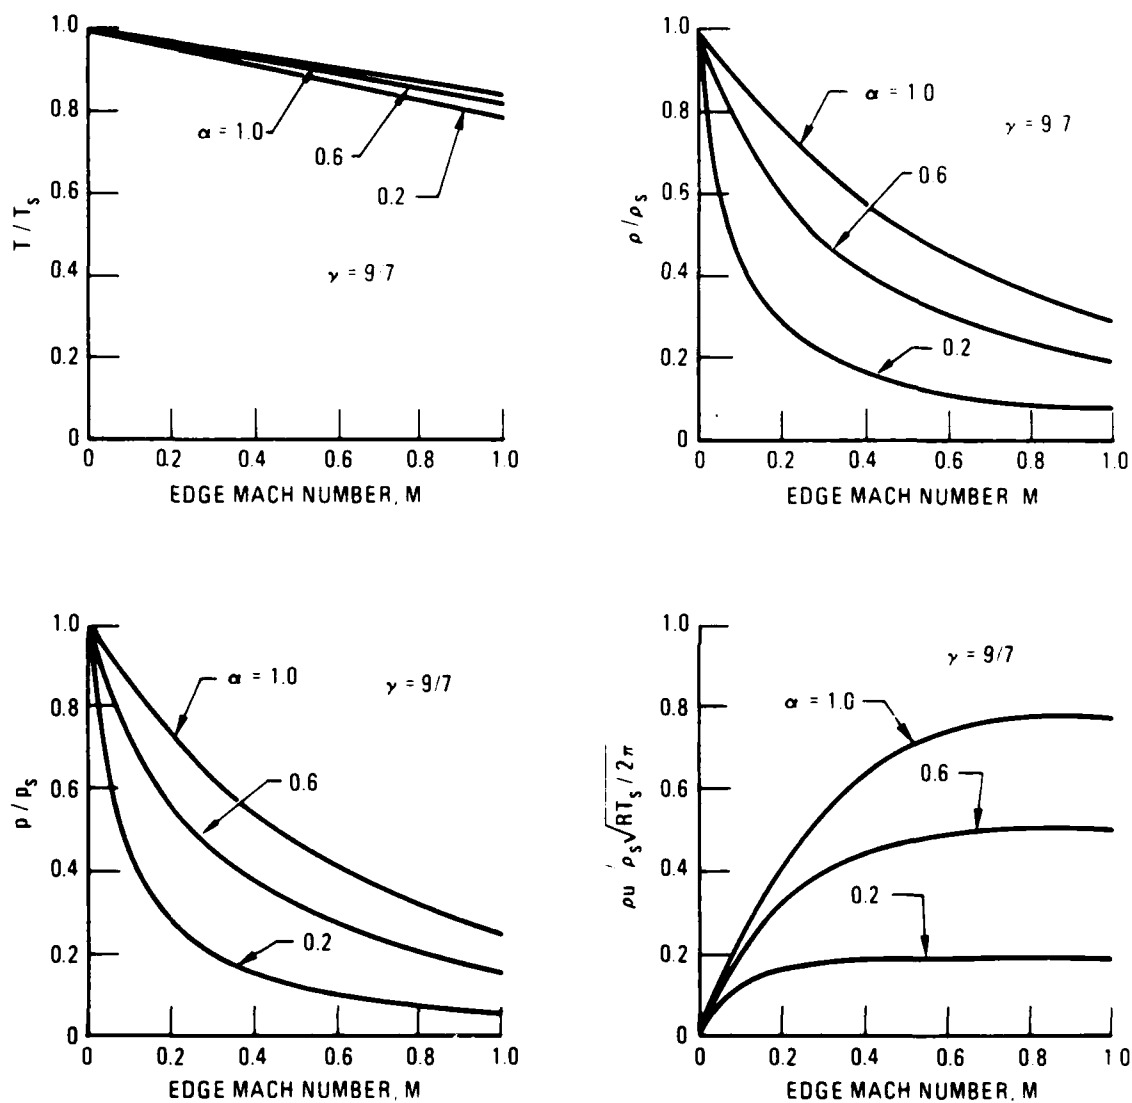 1.0
0.8
0.6
0.4
0.2
0
T / T_s
α = 1.0
0.6
0.2
γ = 9 7
0 0.2 0.4 0.6 0.8 1.0
EDGE MACH NUMBER, M
1.0
0.8
0.6
0.4
0.2
0
ρ / ρ_s
α = 1 0
γ = 9 7
0.6
0.2
0 0.2 0.4 0.6 0.8 1.0
EDGE MACH NUMBER M
1.0
0.8
0.6
0.4
0.2
0
p / p_s
α = 1.0
γ = 9/7
0.6
0.2
0 0.2 0.4 0.6 0.8 1.0
EDGE MACH NUMBER, M
1.0
0.8
0.6
0.4
0.2
0
ρu / ρ_s √RT_s / 2π
γ = 9/7
α = 1.0
0.6
0.2
0 0.2 0.4 0.6 0.8 1.0
EDGE MACH NUMBER, M